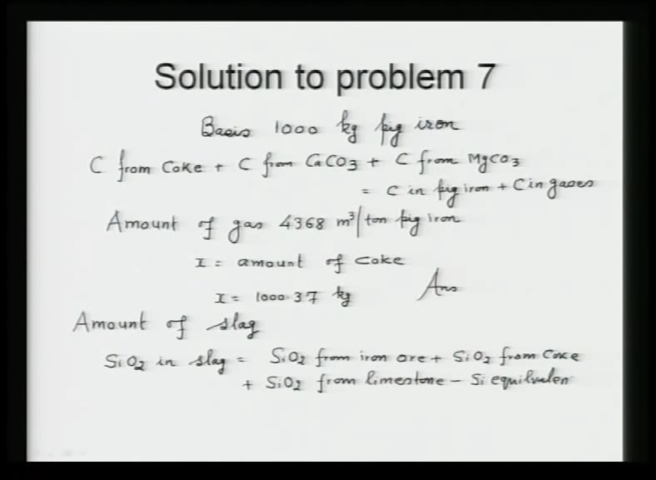 Solution to problem 7
Basis 1000 kg pig iron
C from Coke + C from CaCO3 + C from MgCO3
= C in pig iron + C in gases
Amount of gas 4368 m³/ton pig iron
x = amount of coke
x = 1000.37 kg Ans
Amount of slag
SiO2 in slag = SiO2 from iron ore + SiO2 from Coke
+ SiO2 from limestone - Si equivalen